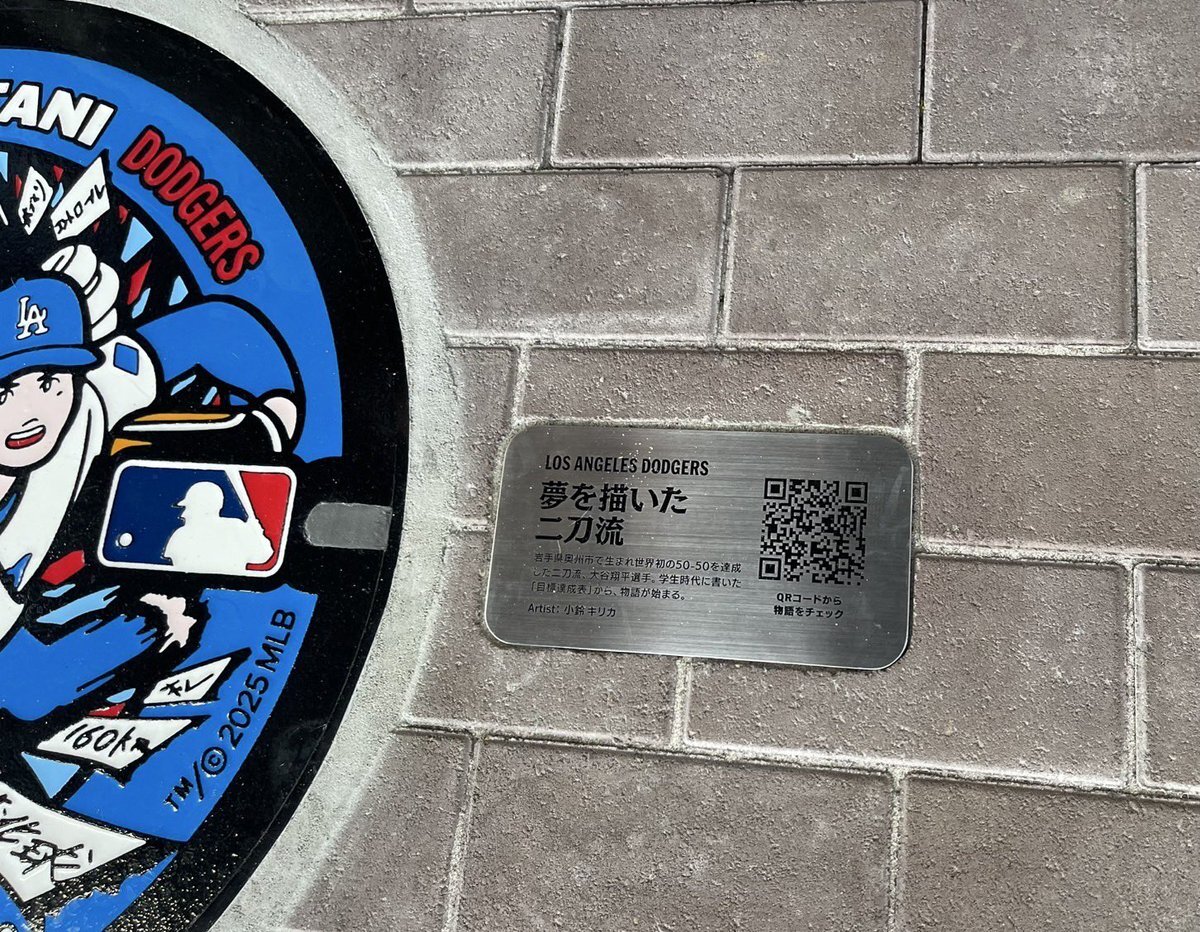 TANI DODGERS
LA
160km
TM/© 2025 MLB
LOS ANGELES DODGERS
夢を描いた
二刀流
岩手県奥州市で生まれ世界初の50-50を達成
した二刀流、大谷翔平選手。学生時代に書いた
「目標達成表」から、物語が始まる。
Artist: 小鈴キリカ
QRコードから
物語をチェック